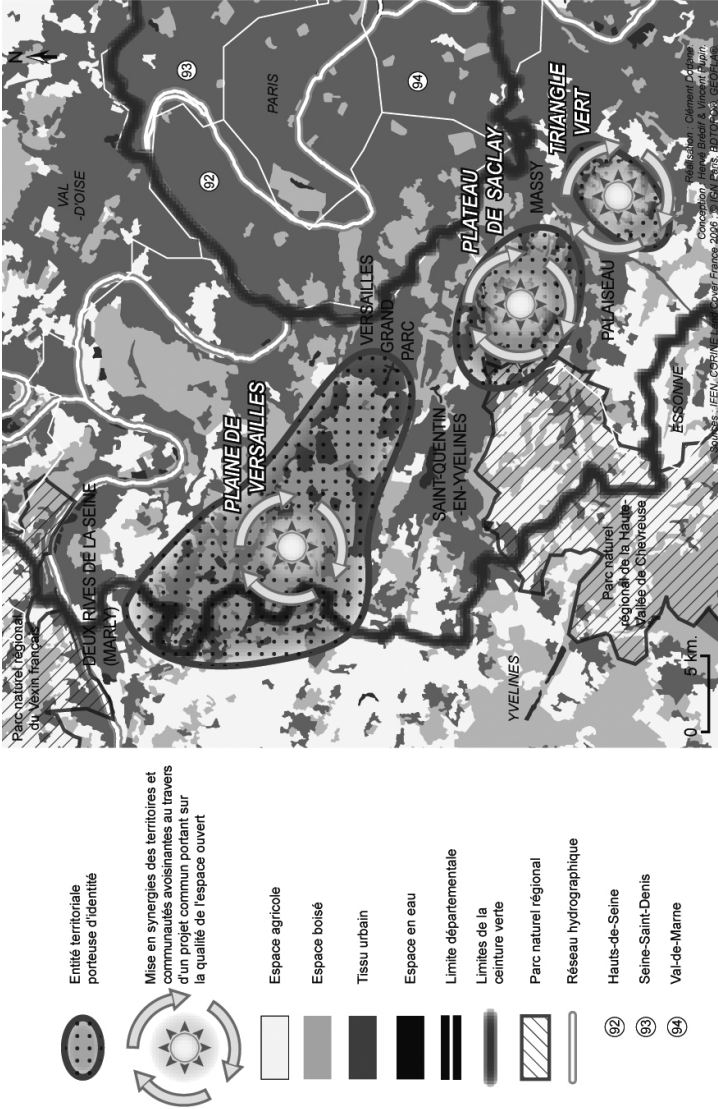 Parc naturel régional
du Vexin français
DEUX RIVES DE LA SEINE
(MARLY)
VAL
-D'OISE
N
93
92
PARIS
94
PLAINE DE
VERSAILLES
VERSAILLES
GRAND
PARC
PLATEAU
DE SACLAY
TRIANGLE
VERT
MASSY
SAINT-QUENTIN
-EN-YVELINES
PALAISEAU
YVELINES
Parc naturel
régional de la Haute-
Vallée de Chevreuse
ESSONNE
0 5 km.
Réalisation : Clément Dodane.
Conception : Hervé Brédif & Vincent Pupin.
Sources : IFEN, CORINE Land Cover France 2006 - © IGN Paris, BDTOPO®, GEOFLA®.
Entité territoriale
porteuse d'identité
Mise en synergies des territoires et
communautés avoisinantes au travers
d'un projet commun portant sur
la qualité de l'espace ouvert
Espace agricole
Espace boisé
Tissu urbain
Espace en eau
Limite départementale
Limites de la
ceinture verte
Parc naturel régional
Réseau hydrographique
92 Hauts-de-Seine
93 Seine-Saint-Denis
94 Val-de-Marne